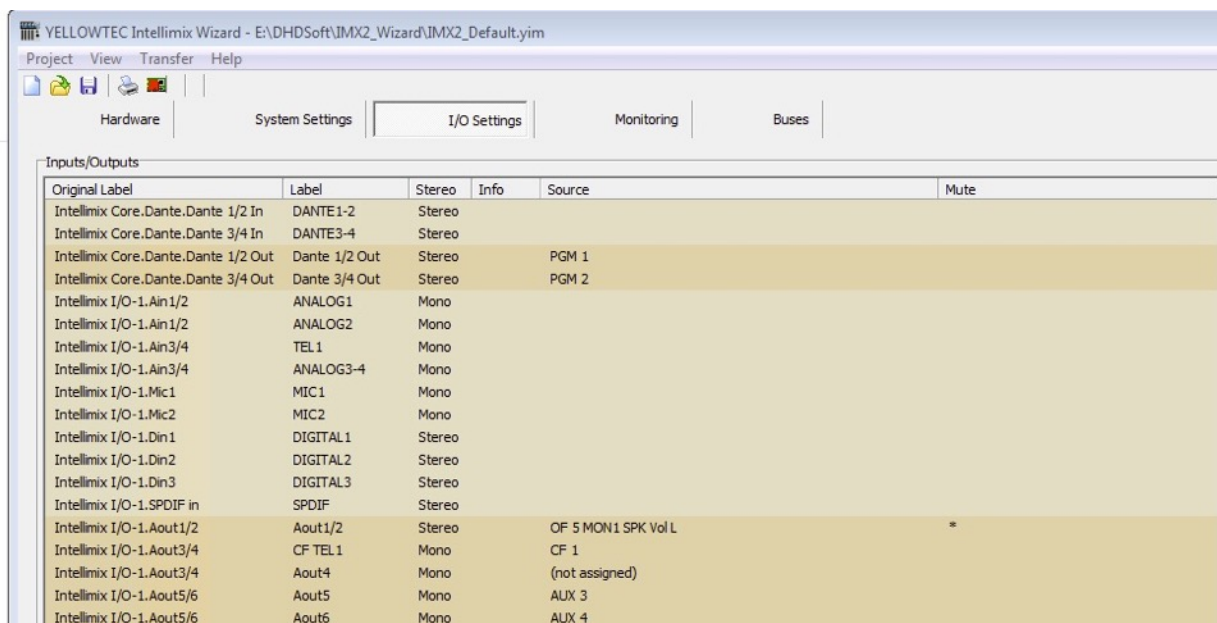 YELLOWTEC Intellimix Wizard - E:\DHDSoft\IMX2_Wizard\IMX2_Default.yim
Project View Transfer Help
Hardware System Settings I/O Settings Monitoring Buses
Inputs/Outputs
Original Label Label Stereo Info Source Mute
Intellimix Core.Dante.Dante 1/2 In DANTE1-2 Stereo
Intellimix Core.Dante.Dante 3/4 In DANTE3-4 Stereo
Intellimix Core.Dante.Dante 1/2 Out Dante 1/2 Out Stereo PGM 1
Intellimix Core.Dante.Dante 3/4 Out Dante 3/4 Out Stereo PGM 2
Intellimix I/O-1.Ain1/2 ANALOG1 Mono
Intellimix I/O-1.Ain1/2 ANALOG2 Mono
Intellimix I/O-1.Ain3/4 TEL1 Mono
Intellimix I/O-1.Ain3/4 ANALOG3-4 Mono
Intellimix I/O-1.Mic1 MIC1 Mono
Intellimix I/O-1.Mic2 MIC2 Mono
Intellimix I/O-1.Din1 DIGITAL1 Stereo
Intellimix I/O-1.Din2 DIGITAL2 Stereo
Intellimix I/O-1.Din3 DIGITAL3 Stereo
Intellimix I/O-1.SPDIF in SPDIF Stereo
Intellimix I/O-1.Aout1/2 Aout1/2 Stereo OF 5 MON1 SPK Vol L *
Intellimix I/O-1.Aout3/4 CF TEL1 Mono CF 1
Intellimix I/O-1.Aout3/4 Aout4 Mono (not assigned)
Intellimix I/O-1.Aout5/6 Aout5 Mono AUX 3
Intellimix I/O-1.Aout5/6 Aout6 Mono AUX 4